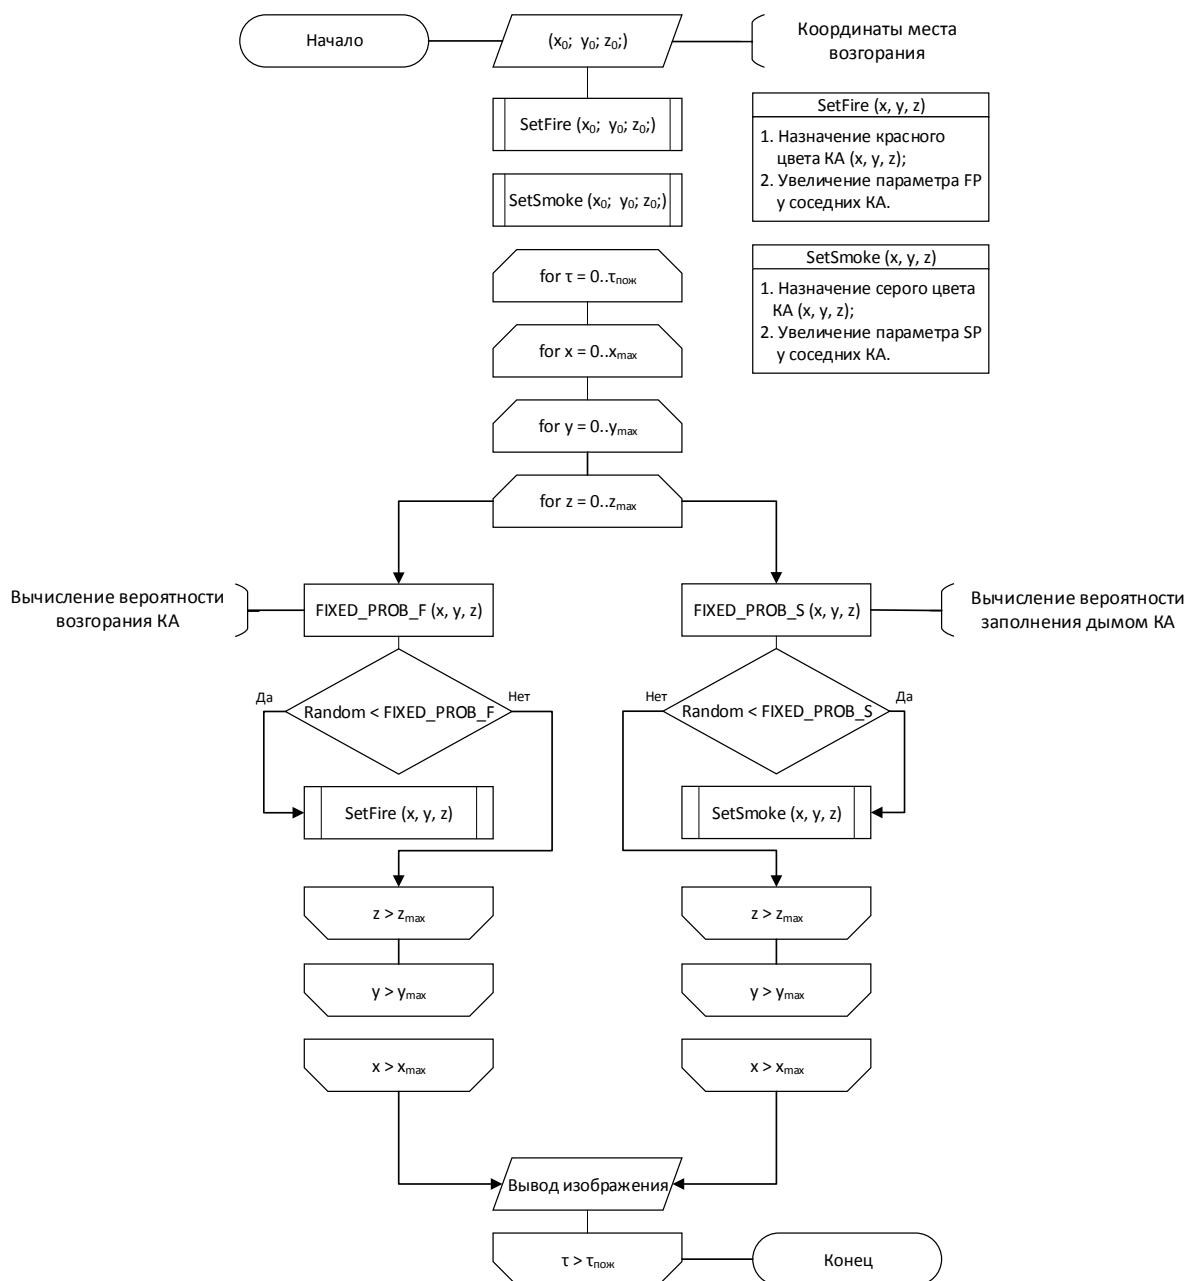 Начало
(x₀; y₀; z₀;)
Координаты места
возгорания
SetFire (x₀; y₀; z₀;)
SetFire (x, y, z)
1. Назначение красного
цвета КА (x, y, z);
2. Увеличение параметра FP
у соседних КА.
SetSmoke (x₀; y₀; z₀;)
SetSmoke (x, y, z)
1. Назначение серого цвета
КА (x, y, z);
2. Увеличение параметра SP
у соседних КА.
for τ = 0..τпож
for x = 0..xmax
for y = 0..ymax
for z = 0..zmax
Вычисление вероятности
возгорания КА
FIXED_PROB_F (x, y, z)
FIXED_PROB_S (x, y, z)
Вычисление вероятности
заполнения дымом КА
Да
Random < FIXED_PROB_F
Нет
Нет
Random < FIXED_PROB_S
Да
SetFire (x, y, z)
SetSmoke (x, y, z)
z > zmax
z > zmax
y > ymax
y > ymax
x > xmax
x > xmax
Вывод изображения
τ > τпож
Конец